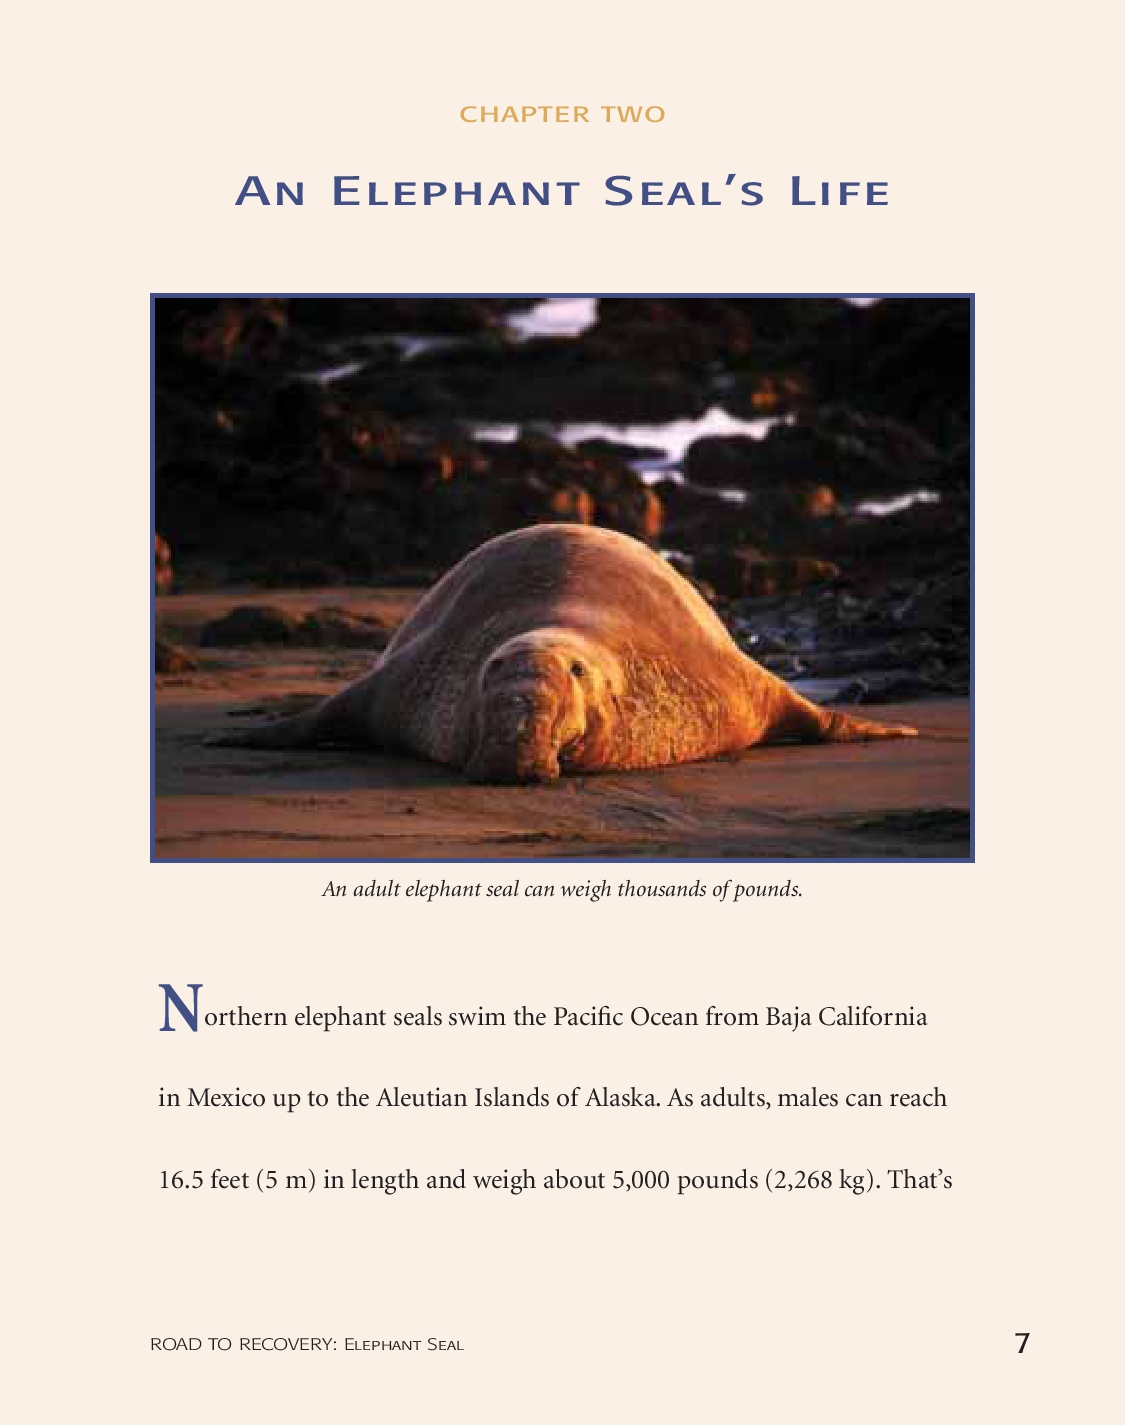 CHAPTER TWO
An Elephant Seal’s Life
An adult elephant seal can weigh thousands of pounds.
Northern elephant seals swim the Pacific Ocean from Baja California
in Mexico up to the Aleutian Islands of Alaska. As adults, males can reach
16.5 feet (5 m) in length and weigh about 5,000 pounds (2,268 kg). That’s
ROAD TO RECOVERY: Elephant Seal
7